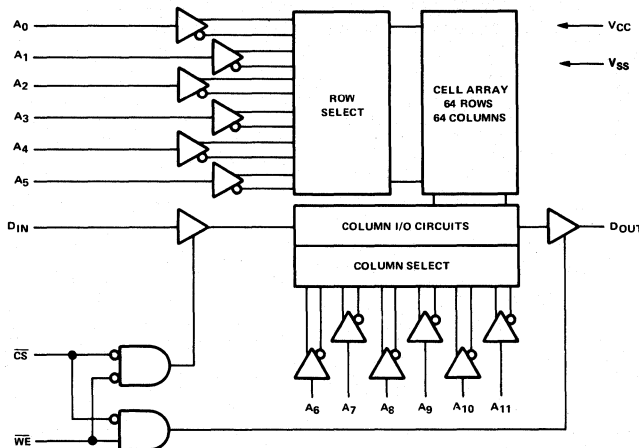 A0
A1
A2
A3
A4
A5
DIN
CS
WE
ROW
SELECT
CELL ARRAY
64 ROWS
64 COLUMNS
VCC
VSS
COLUMN I/O CIRCUITS
COLUMN SELECT
DOUT
A6 A7 A8 A9 A10 A11